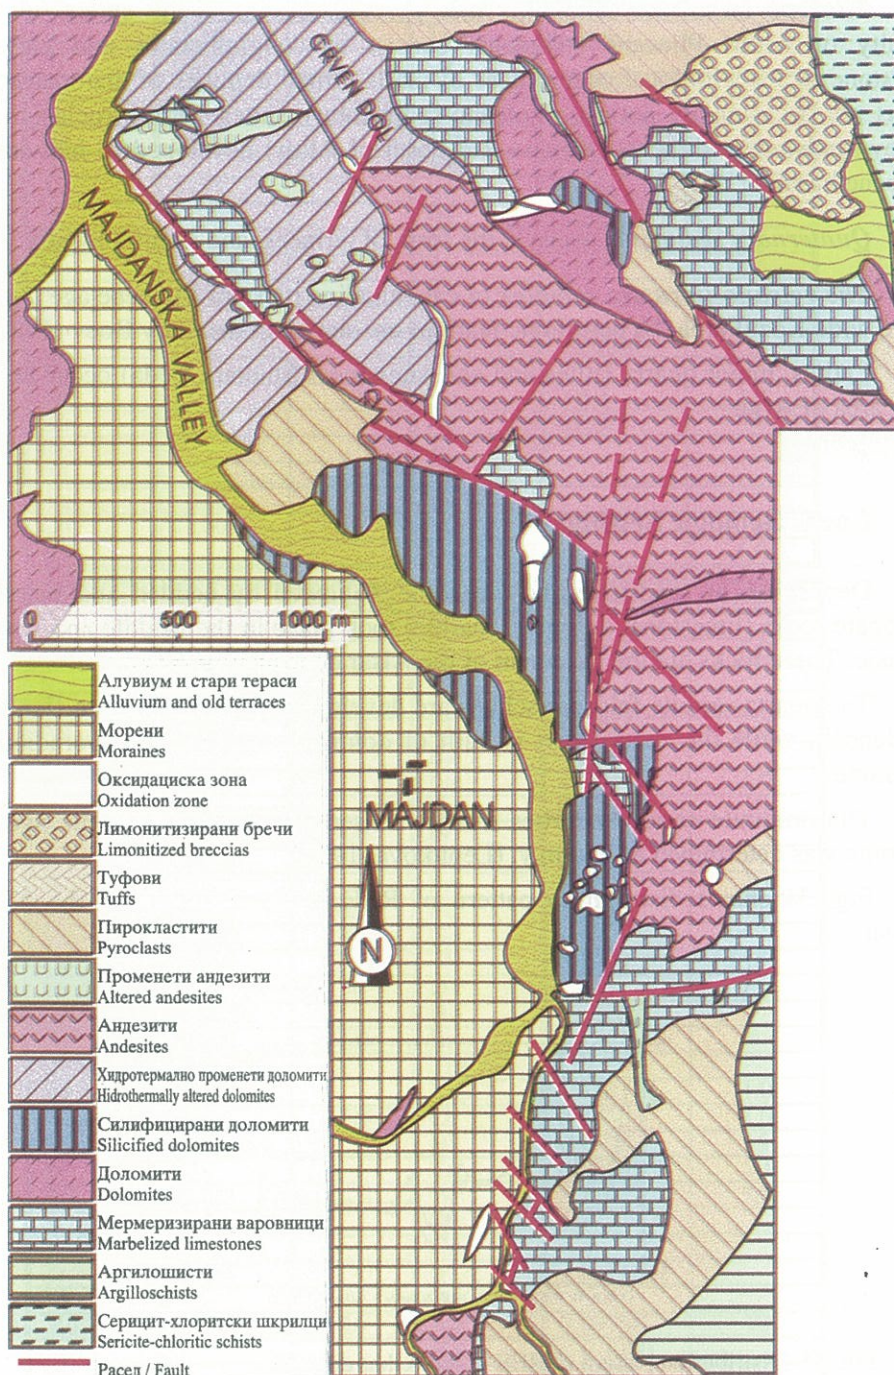 CRVEN DOL
MAJDANSKA VALLEY
0 500 1000 m
MAJDAN
N
Алувиум и стари тераси
Alluvium and old terraces
Морени
Moraines
Оксидациска зона
Oxidation zone
Лимонитизирани бречи
Limonitized breccias
Туфови
Tuffs
Пирокластити
Pyroclasts
Променети андезити
Altered andesites
Андезити
Andesites
Хидротермално променети доломити
Hidrothermally altered dolomites
Силифицирани доломити
Silicified dolomites
Доломити
Dolomites
Мермеризирани варовници
Marbelized limestones
Аргилошисти
Argilloschists
Серицит-хлоритски шкрилци
Sericite-chloritic schists
Расел / Fault